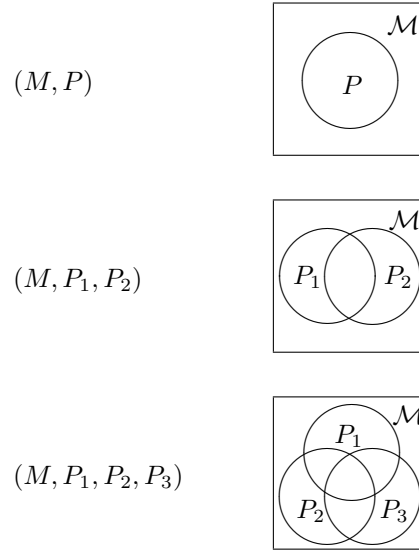 ℳ
(M, P)
P
ℳ
(M, P₁, P₂)
P₁ P₂
ℳ
P₁
(M, P₁, P₂, P₃)
P₂ P₃